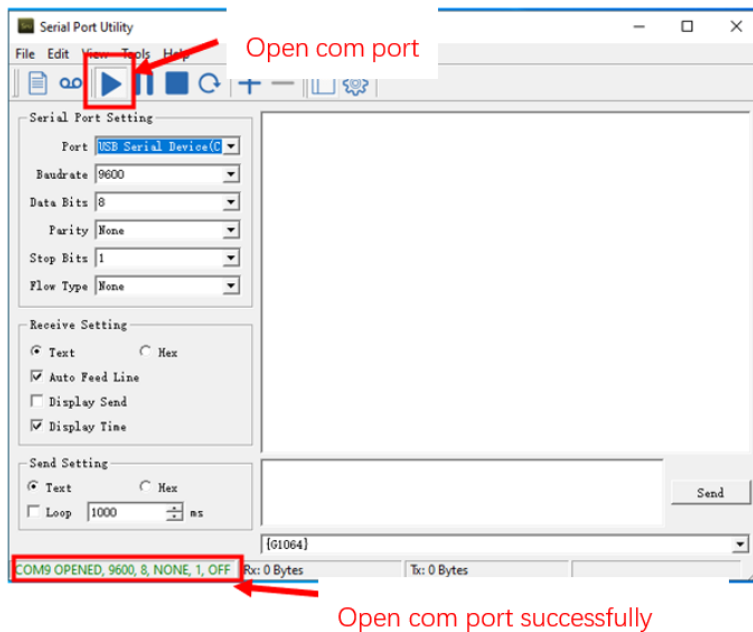 Serial Port Utility
Open com port
File Edit View Tools Help
Serial Port Setting
Port USB Serial Device(C
Baudrate 9600
Data Bits 8
Parity None
Stop Bits 1
Flow Type None
Receive Setting
Text Hex
Auto Feed Line
Display Send
Display Time
Send Setting
Text Hex
Loop 1000 ms
Send
{G1064}
COM9 OPENED, 9600, 8, NONE, 1, OFF Rx: 0 Bytes Tx: 0 Bytes
Open com port successfully